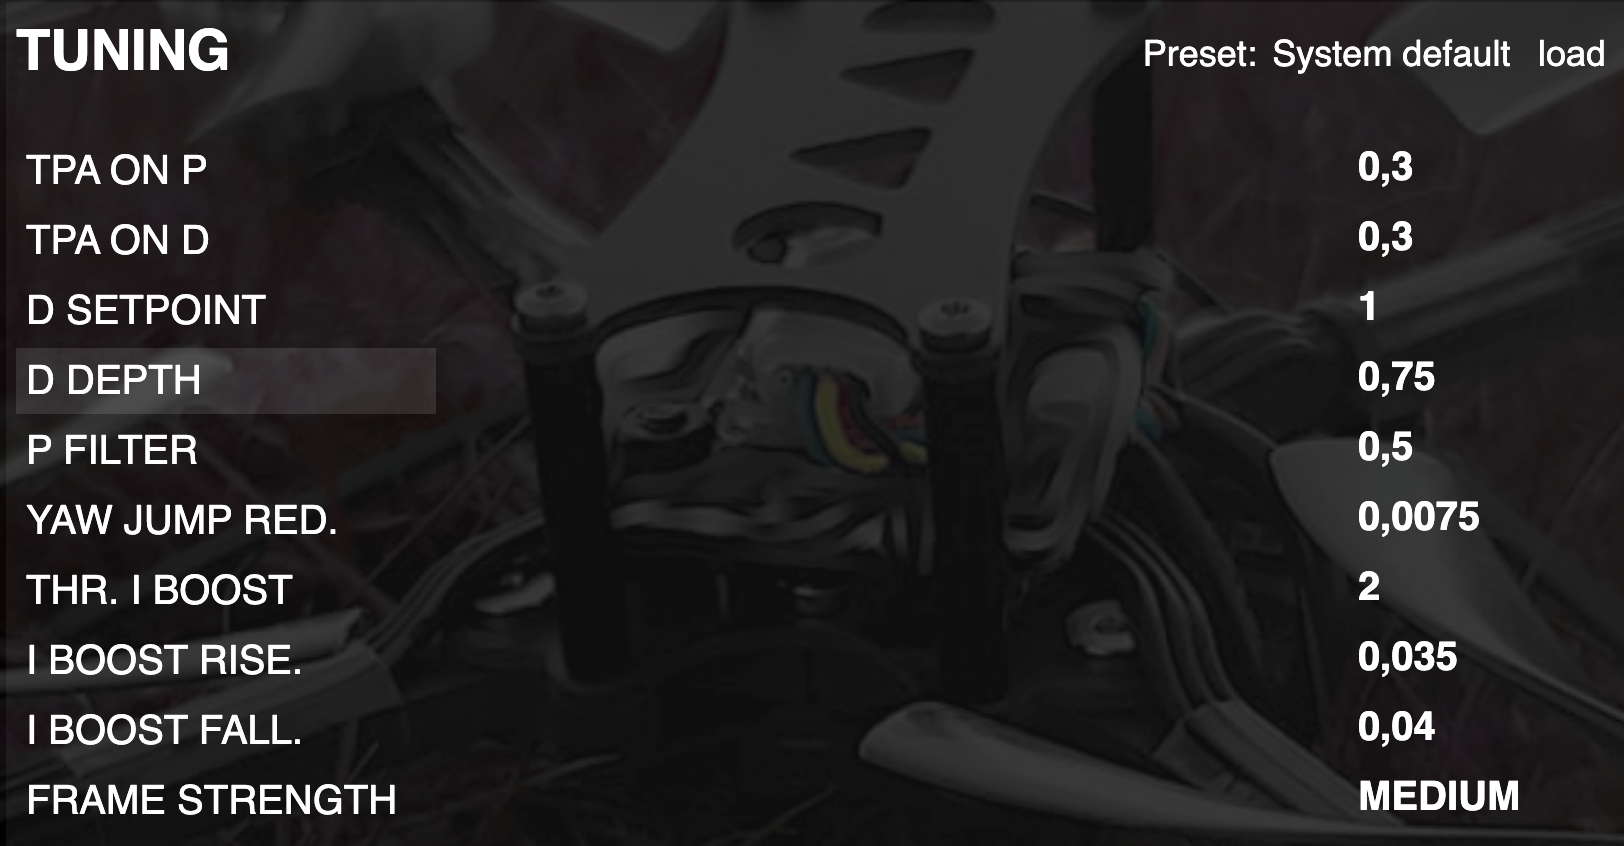 TUNING Preset: System default load
TPA ON P 0,3
TPA ON D 0,3
D SETPOINT 1
D DEPTH 0,75
P FILTER 0,5
YAW JUMP RED. 0,0075
THR. I BOOST 2
I BOOST RISE. 0,035
I BOOST FALL. 0,04
FRAME STRENGTH MEDIUM